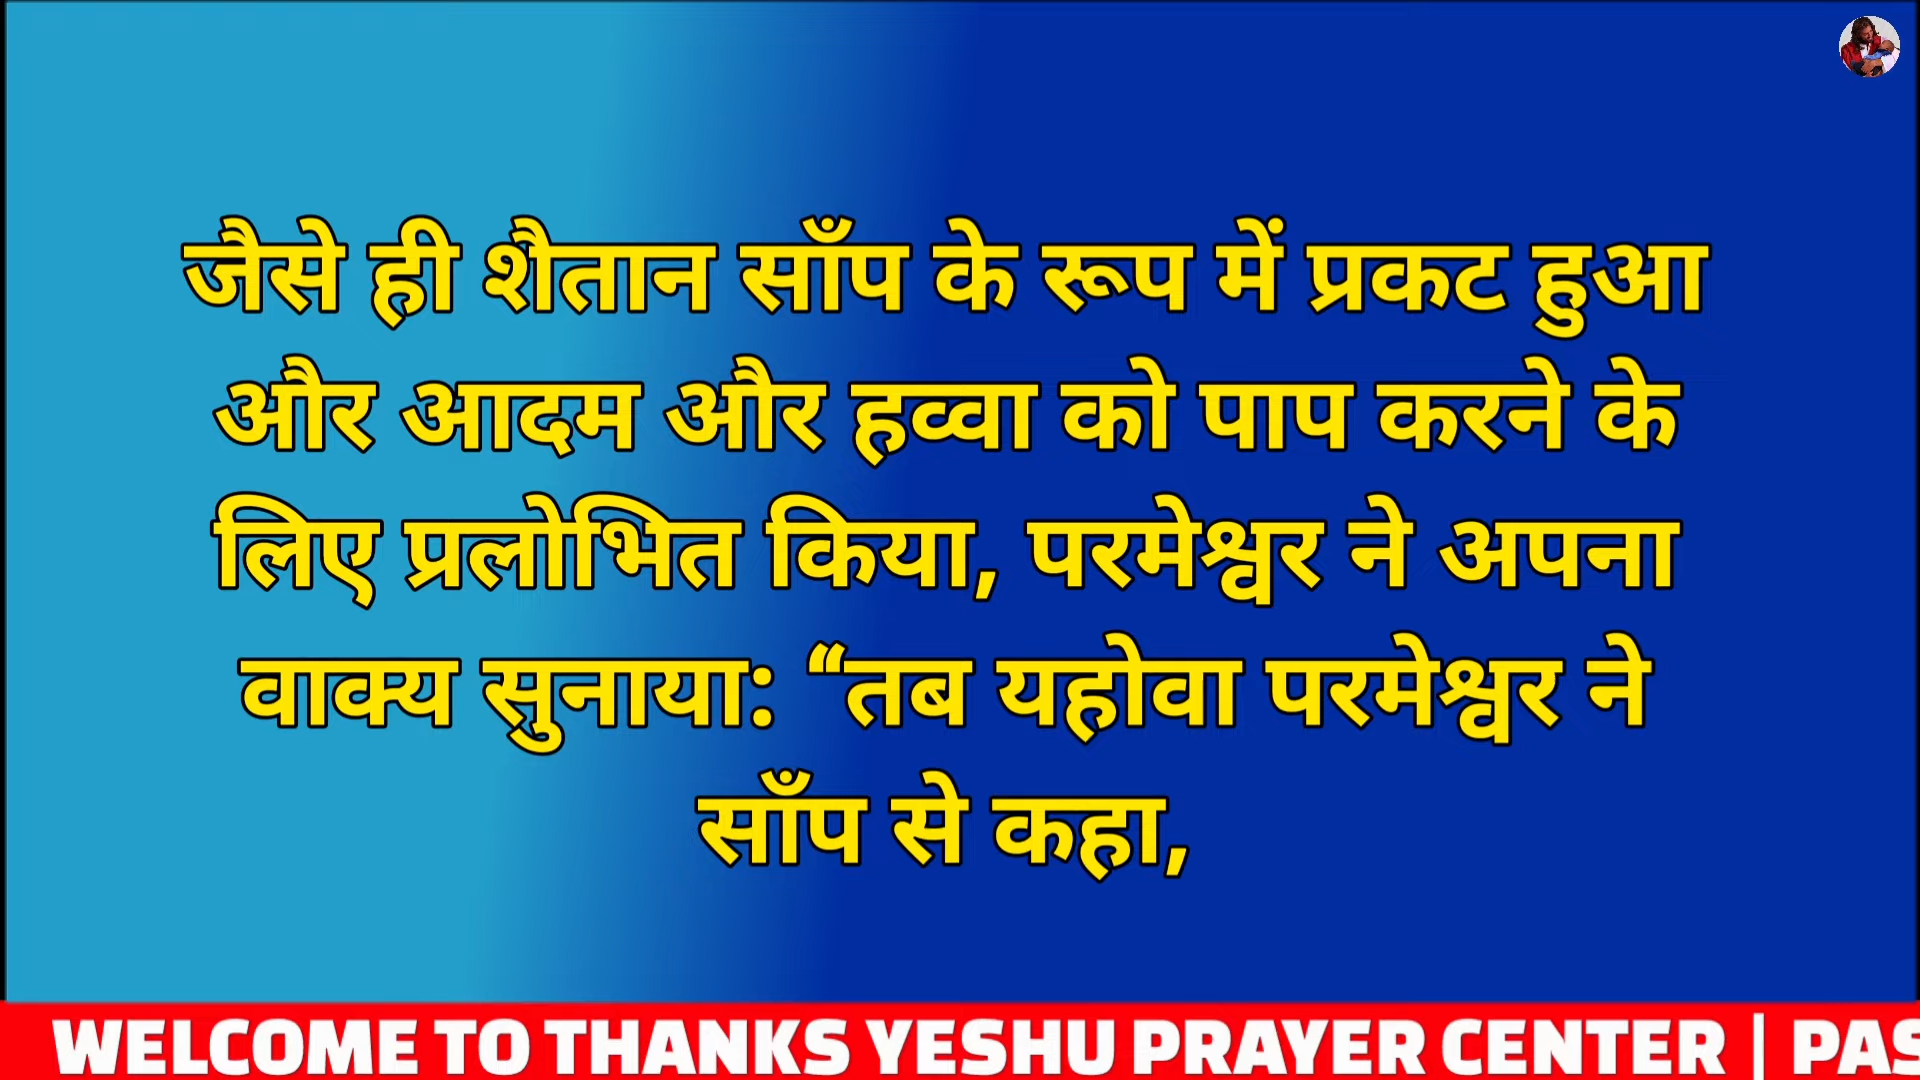 जैसे ही शैतान साँप के रूप में प्रकट हुआ
और आदम और हव्वा को पाप करने के
लिए प्रलोभित किया, परमेश्वर ने अपना
वाक्य सुनाया: “तब यहोवा परमेश्वर ने
साँप से कहा,
WELCOME TO THANKS YESHU PRAYER CENTER | PAS